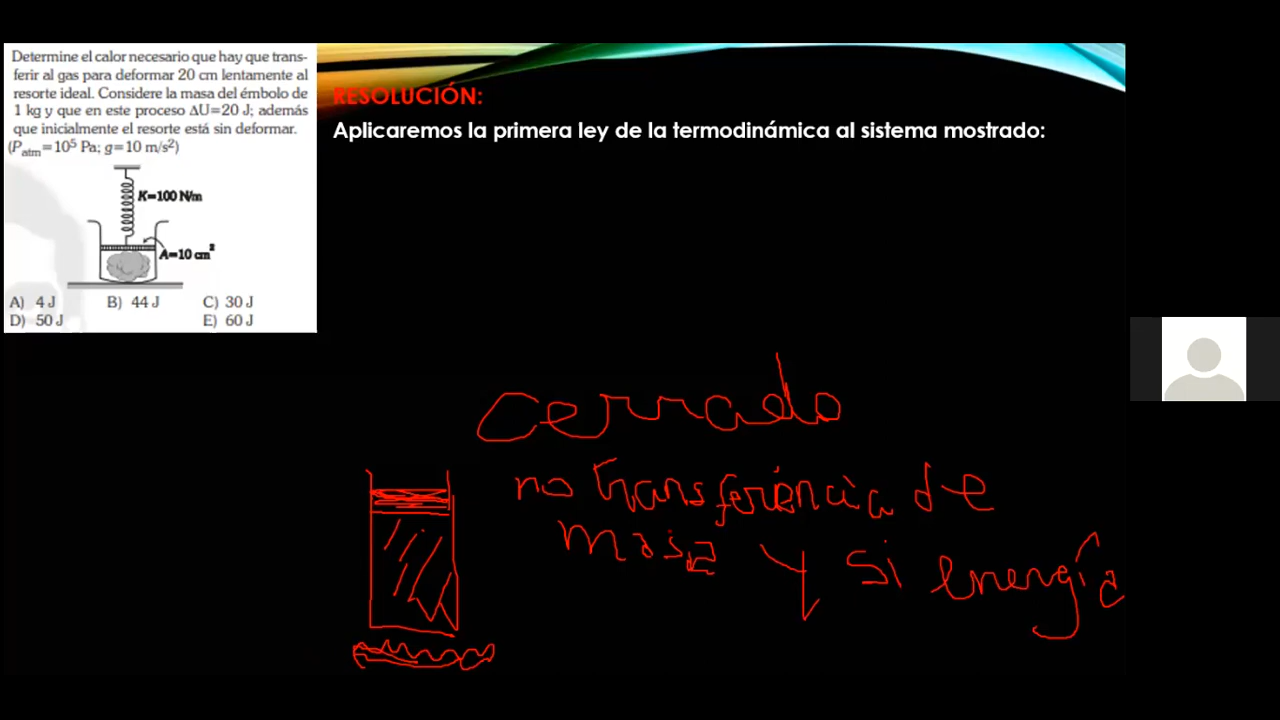 Determine el calor necesario que hay que trans-
ferir al gas para deformar 20 cm lentamente al
resorte ideal. Considere la masa del émbolo de
1 kg y que en este proceso ΔU=20 J; además
que inicialmente el resorte está sin deformar.
(Patm=10⁵ Pa; g=10 m/s²)
K=100 N/m
A=10 cm²
A) 4 J B) 44 J C) 30 J
D) 50 J E) 60 J
RESOLUCIÓN:
Aplicaremos la primera ley de la termodinámica al sistema mostrado:
cerrado
no transferiencia de
masa y si energía